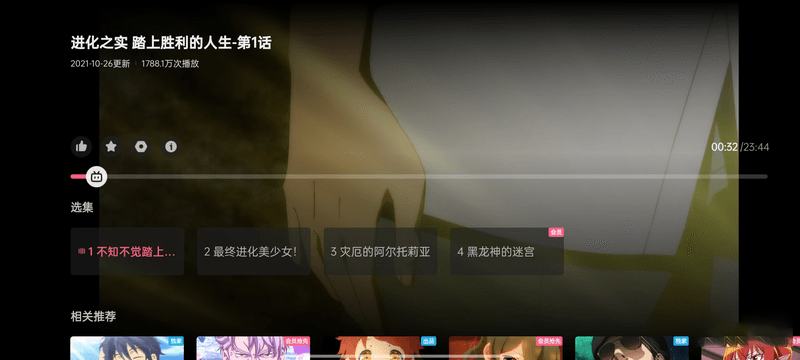 进化之实 踏上胜利的人生-第1话
2021-10-26更新 1788.1万次播放
00:32/23:44
选集
1 不知不觉踏上…
2 最终进化美少女！
3 灾厄的阿尔托莉亚
会员
4 黑龙神的迷宫
相关推荐
独家
会员抢先
出品
会员抢先
独家